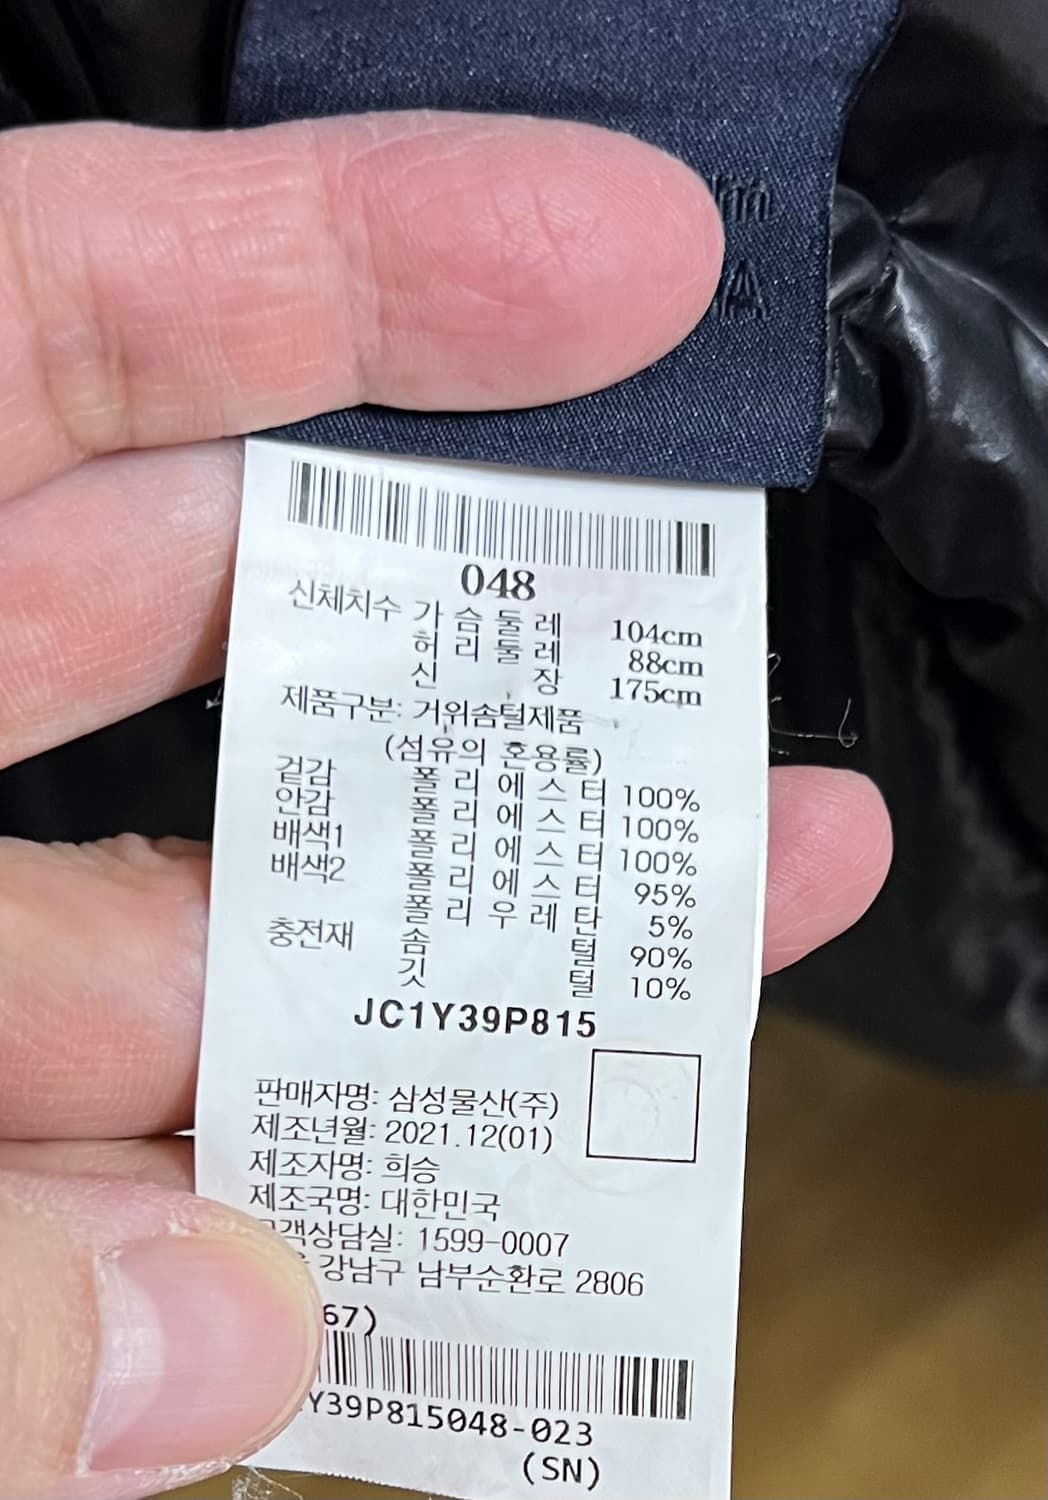 048
신체치수 가슴둘레 104cm
허리둘레 88cm
신장 175cm
제품구분: 거위솜털제품
(섬유의 혼용률)
겉감 폴리에스터 100%
안감 폴리에스터 100%
배색1 폴리에스터 100%
배색2 폴리에스터 95%
폴리우레탄 5%
충전재 솜털 90%
깃털 10%
JC1Y39P815
판매자명: 삼성물산(주)
제조년월: 2021.12(01)
제조자명: 희승
제조국명: 대한민국
객상담실: 1599-0007
강남구 남부순환로 2806
67)
Y39P815048-023
(SN)